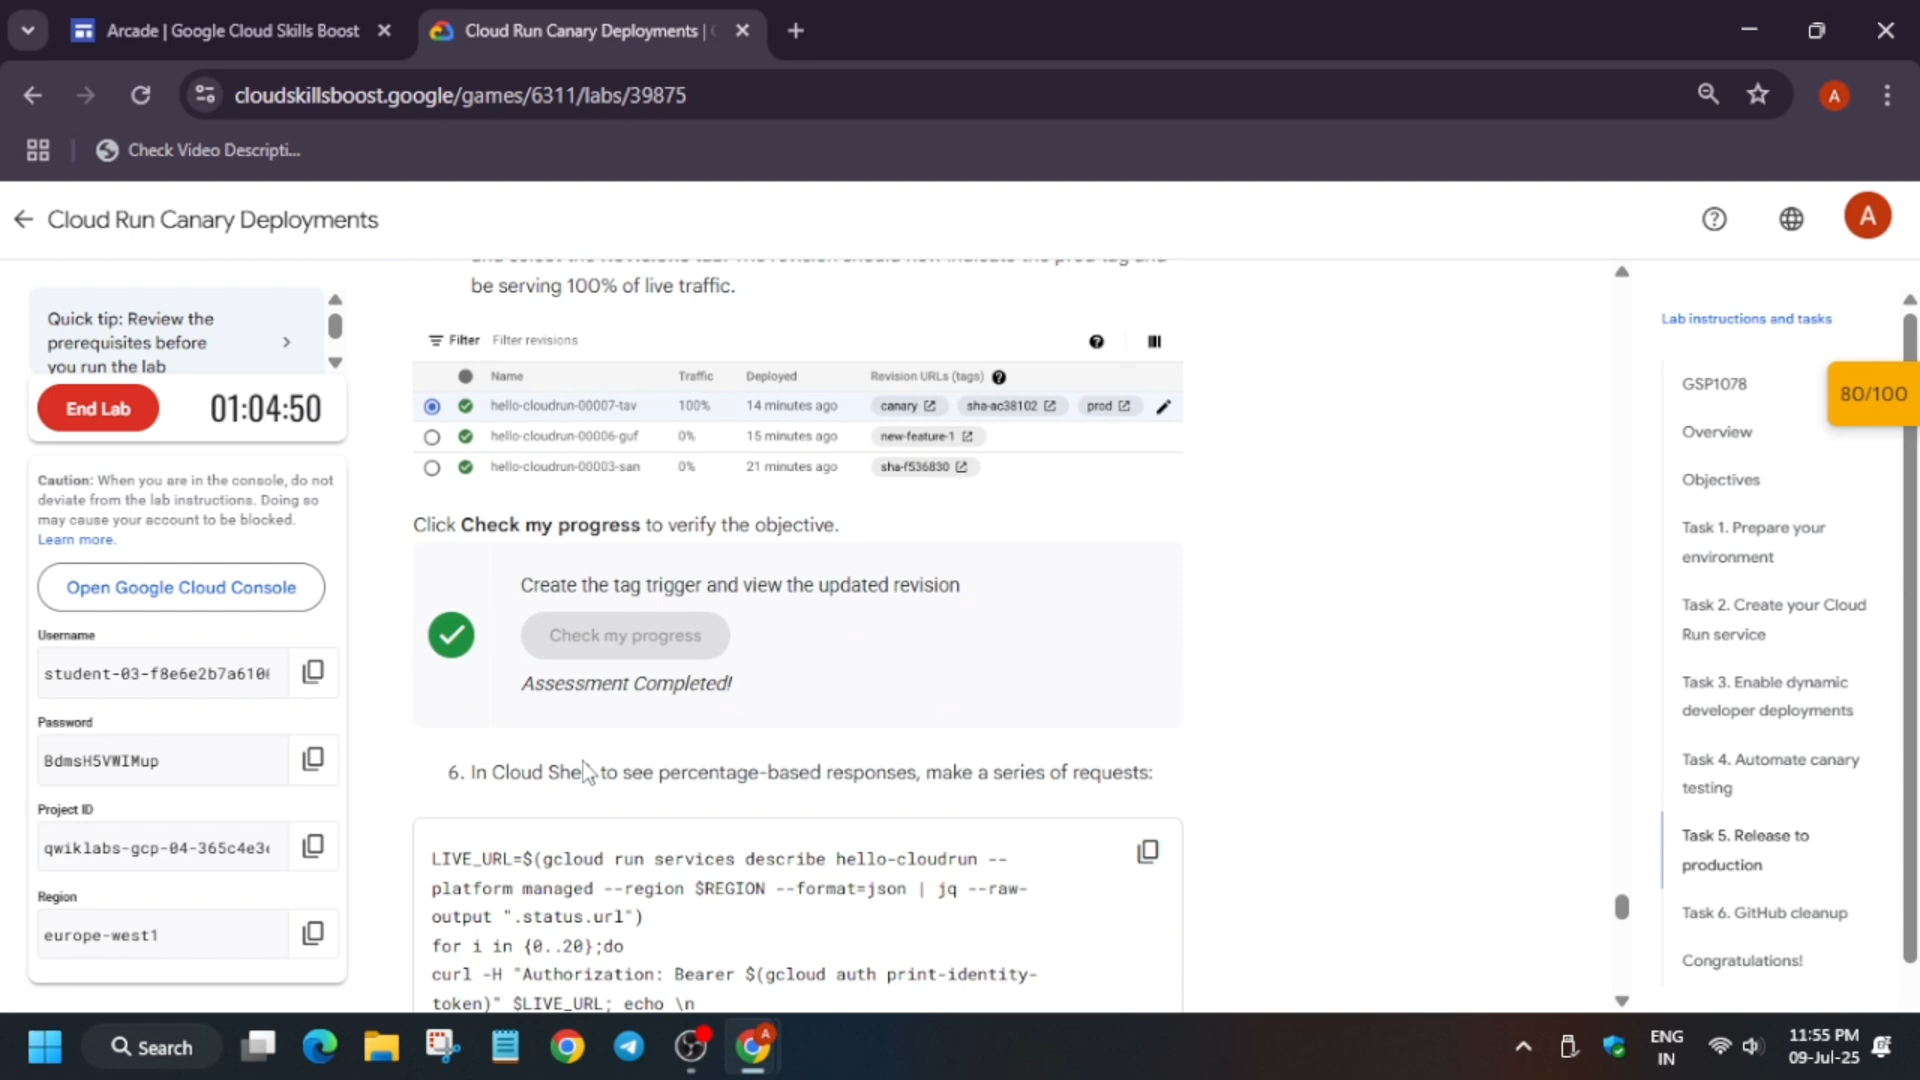 Arcade | Google Cloud Skills Boost
Cloud Run Canary Deployments |
cloudskillsboost.google/games/6311/labs/39875
A
Check Video Descripti...
Cloud Run Canary Deployments
A
be serving 100% of live traffic.
Quick tip: Review the
prerequisites before
you run the lab
End Lab
01:04:50
Caution: When you are in the console, do not
deviate from the lab instructions. Doing so
may cause your account to be blocked.
Learn more.
Open Google Cloud Console
Username
student-03-f8e6e2b7a610
Password
BdmsH5VWIMup
Project ID
qwiklabs-gcp-04-365c4e3
Region
europe-west1
Filter Filter revisions
Name Traffic Deployed Revision URLs (tags)
hello-cloudrun-00007-tav 100% 14 minutes ago canary sha-ac38102 prod
hello-cloudrun-00006-guf 0% 15 minutes ago new-feature-1
hello-cloudrun-00003-san 0% 21 minutes ago sha-f536830
Click Check my progress to verify the objective.
Create the tag trigger and view the updated revision
Check my progress
Assessment Completed!
6. In Cloud She to see percentage-based responses, make a series of requests:
LIVE_URL=$(gcloud run services describe hello-cloudrun --
platform managed --region $REGION --format=json | jq --raw-
output ".status.url")
for i in {0..20};do
curl -H "Authorization: Bearer $(gcloud auth print-identity-
token)" $LIVE_URL; echo \n
Lab instructions and tasks
GSP1078
80/100
Overview
Objectives
Task 1. Prepare your
environment
Task 2. Create your Cloud
Run service
Task 3. Enable dynamic
developer deployments
Task 4. Automate canary
testing
Task 5. Release to
production
Task 6. GitHub cleanup
Congratulations!
Search
A
ENG
IN
11:55 PM
09-Jul-25